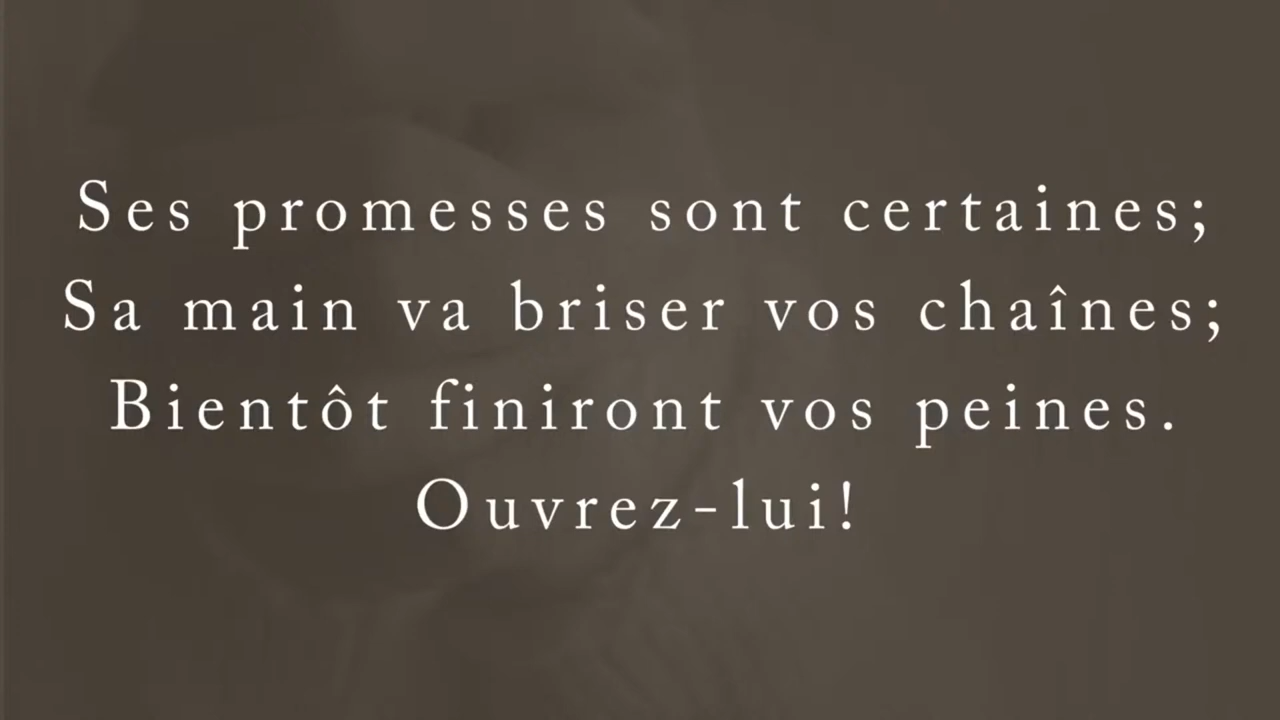 Ses promesses sont certaines;
Sa main va briser vos chaînes;
Bientôt finiront vos peines.
Ouvrez-lui!